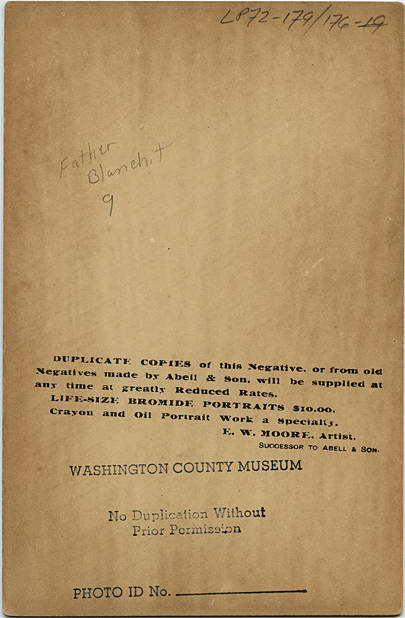 LP72-179/176-19
Father
Blanchet
9
DUPLICATE COPIES of this Negative, or from old
Negatives made by Abell & Son, will be supplied at
any time at greatly Reduced Rates.
LIFE-SIZE BROMIDE PORTRAITS $10.00.
Crayon and Oil Portrait Work a Specialty.
E. W. MOORE, Artist,
SUCCESSOR TO ABELL & SON.
WASHINGTON COUNTY MUSEUM
No Duplication Without
Prior Permission
PHOTO ID No.